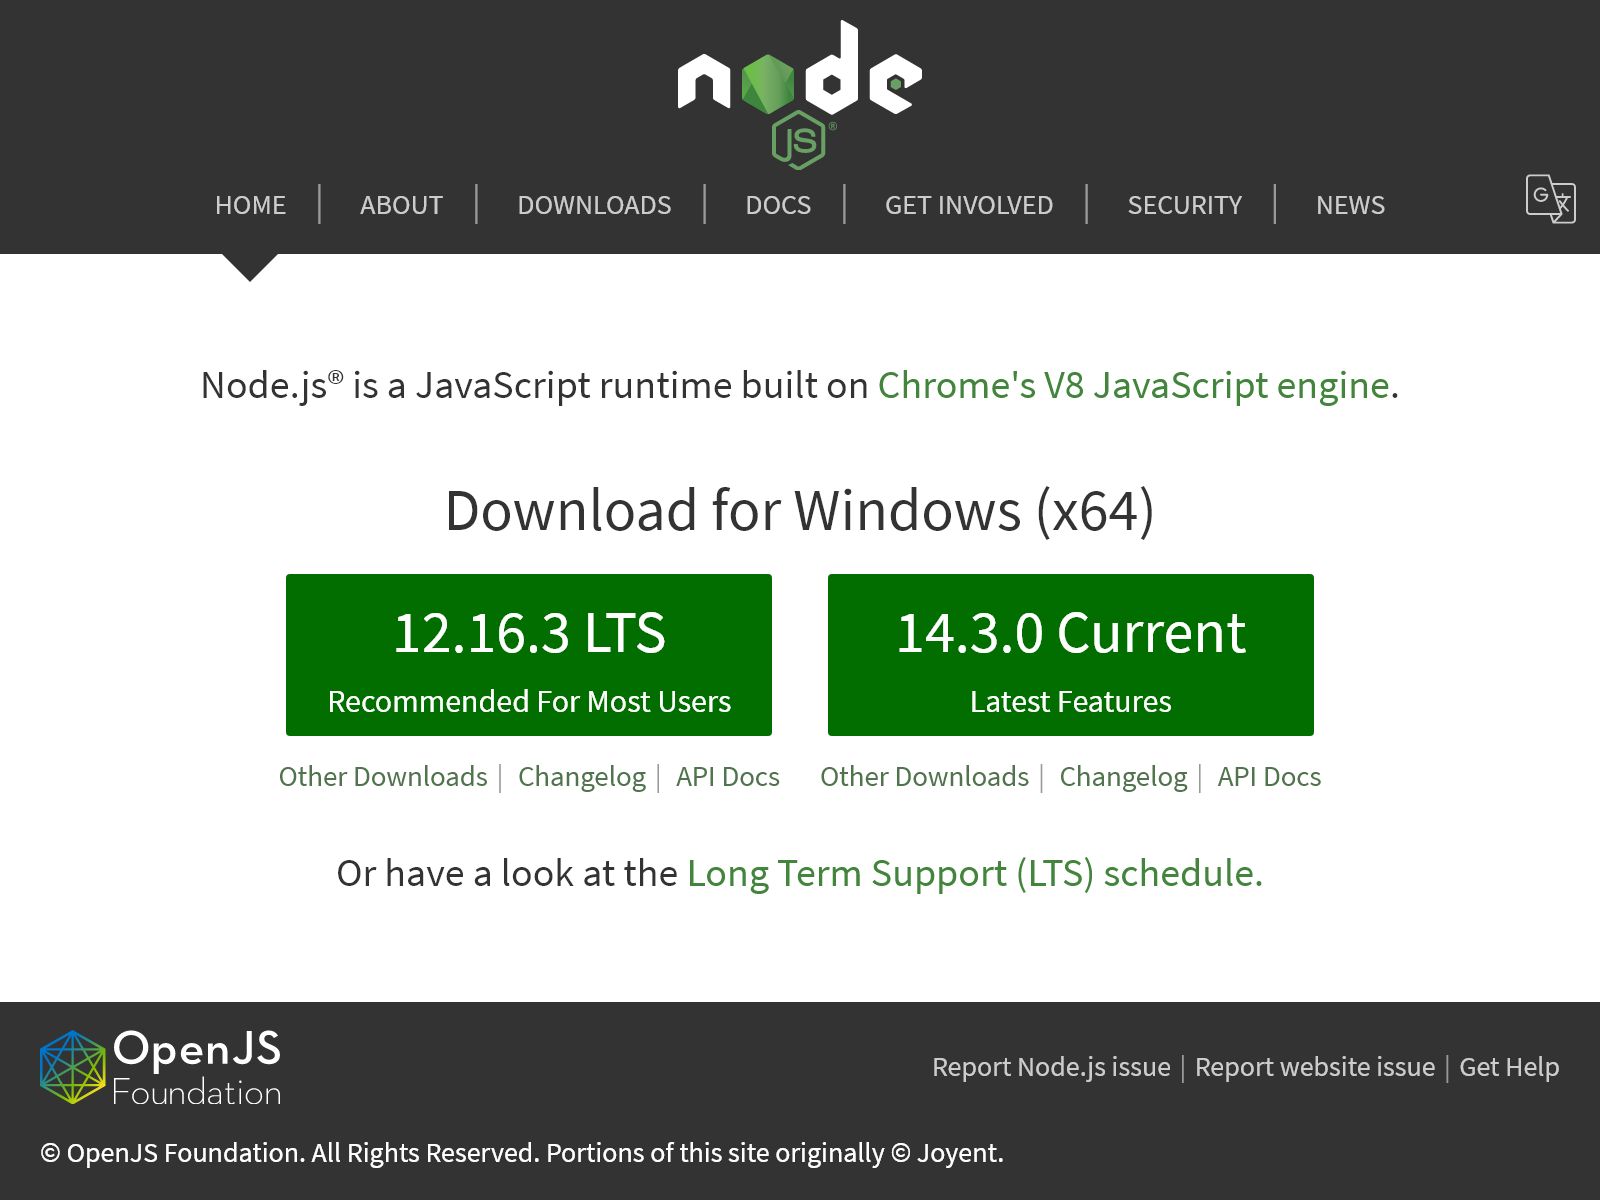 node
JS®
HOME | ABOUT | DOWNLOADS | DOCS | GET INVOLVED | SECURITY | NEWS
G 文
Node.js® is a JavaScript runtime built on Chrome's V8 JavaScript engine.
Download for Windows (x64)
12.16.3 LTS
Recommended For Most Users
14.3.0 Current
Latest Features
Other Downloads | Changelog | API Docs
Other Downloads | Changelog | API Docs
Or have a look at the Long Term Support (LTS) schedule.
OpenJS
Foundation
Report Node.js issue | Report website issue | Get Help
© OpenJS Foundation. All Rights Reserved. Portions of this site originally © Joyent.